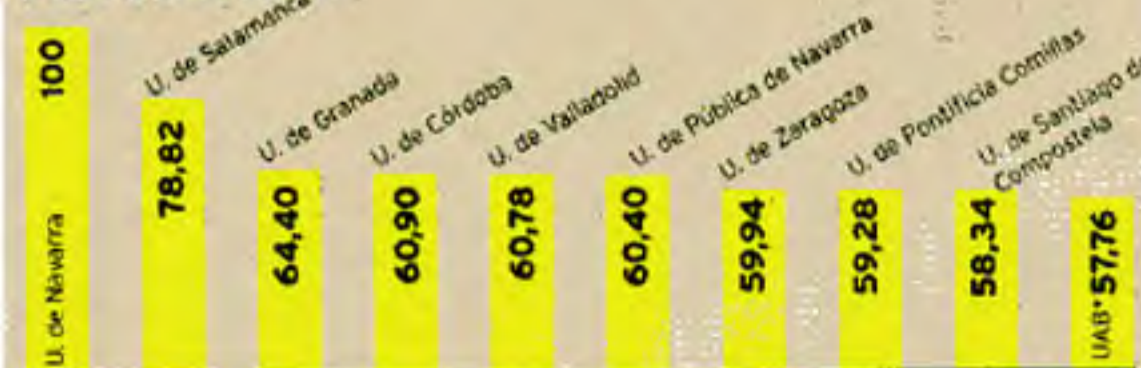 U. de Navarra 100
U. de Salamanca
78,82
U. de Granada
64,40
U. de Córdoba
60,90
U. de Valladolid
60,78
U. de Pública de Navarra
60,40
U. de Zaragoza
59,94
U. de Pontificia Comillas
59,28
U. de Santiago de
Compostela
58,34
UAB* 57,76